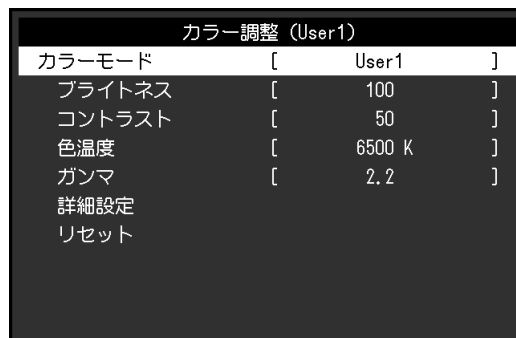 カラー調整（User1）
カラーモード [ User1 ]
ブライトネス [ 100 ]
コントラスト [ 50 ]
色温度 [ 6500 K ]
ガンマ [ 2.2 ]
詳細設定
リセット